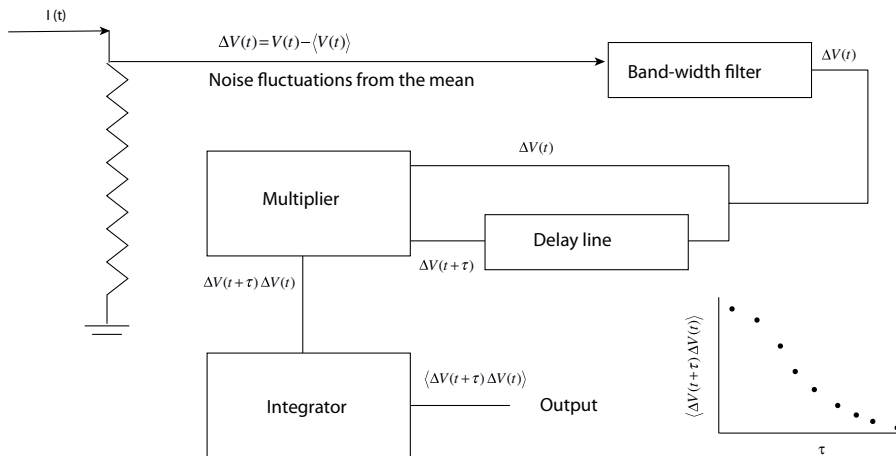 I (t)
ΔV(t)=V(t)−⟨V(t)⟩
Noise fluctuations from the mean
Band-width filter
ΔV(t)
ΔV(t)
Multiplier
Delay line
ΔV(t+τ)
ΔV(t+τ) ΔV(t)
Integrator
⟨ΔV(t+τ) ΔV(t)⟩
Output
⟨ΔV(t+τ) ΔV(t)⟩
τ